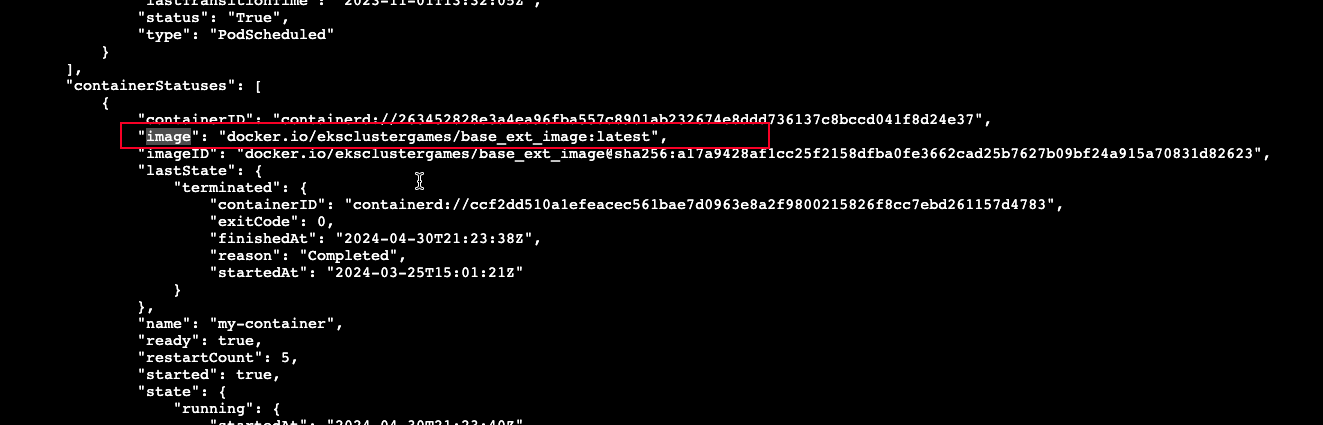 "lastTransitionTime": "2023-11-01T13:32:05Z",
"status": "True",
"type": "PodScheduled"
}
],
"containerStatuses": [
{
"containerID": "containerd://263452828e3a4ea96fba557c8901ab232674e8ddd736137c8bccd041f8d24e37",
"image": "docker.io/eksclustergames/base_ext_image:latest",
"imageID": "docker.io/eksclustergames/base_ext_image@sha256:a17a9428af1cc25f2158dfba0fe3662cad25b7627b09bf24a915a70831d82623",
"lastState": {
"terminated": {
"containerID": "containerd://ccf2dd510a1efeacec561bae7d0963e8a2f9800215826f8cc7ebd261157d4783",
"exitCode": 0,
"finishedAt": "2024-04-30T21:23:38Z",
"reason": "Completed",
"startedAt": "2024-03-25T15:01:21Z"
}
},
"name": "my-container",
"ready": true,
"restartCount": 5,
"started": true,
"state": {
"running": {
"startedAt": "2024-04-30T21:23:40Z"